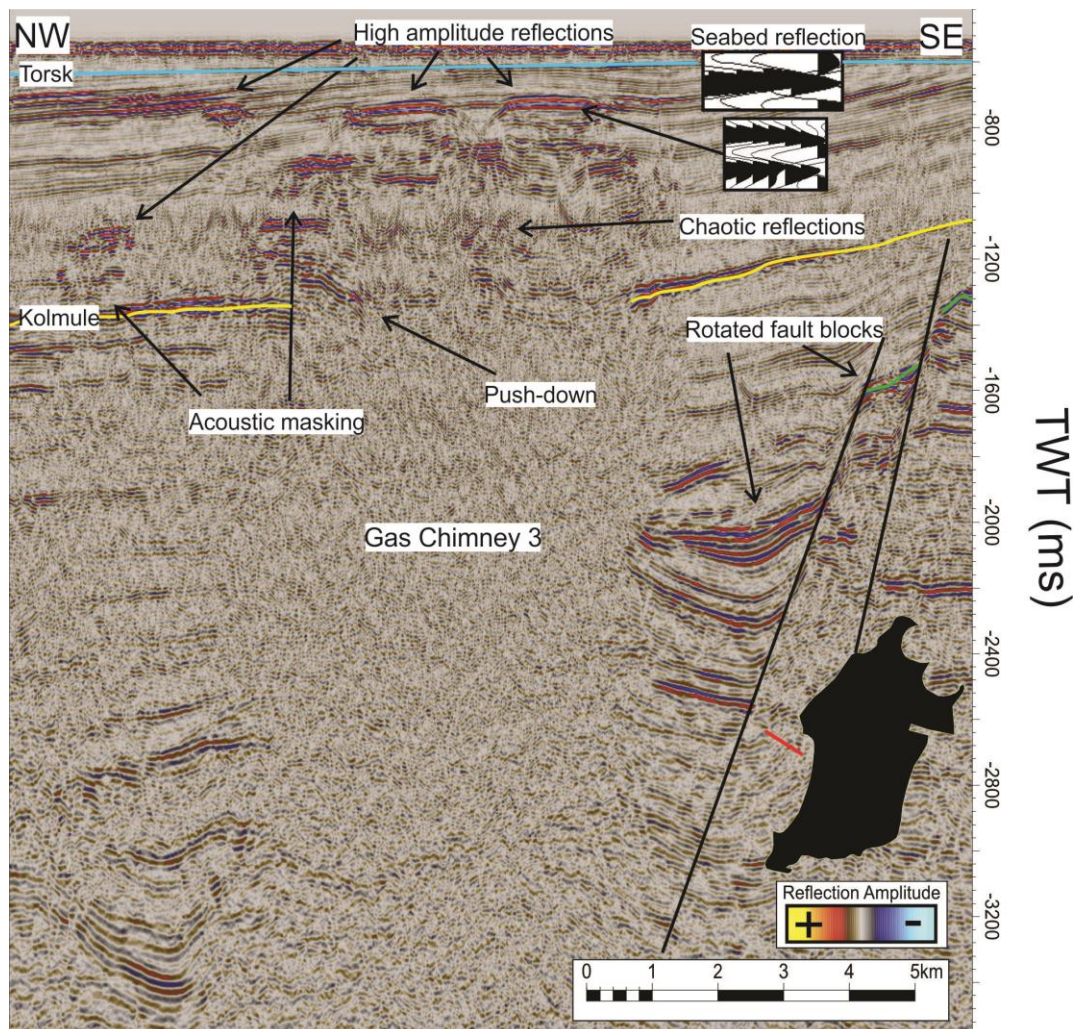 NW
High amplitude reflections
Seabed reflection
SE
Torsk
-800
Chaotic reflections
-1200
Kolmule
Rotated fault blocks
Push-down
-1600
Acoustic masking
TWT (ms)
Gas Chimney 3
-2000
-2400
-2800
Reflection Amplitude
+ -
-3200
0 1 2 3 4 5km